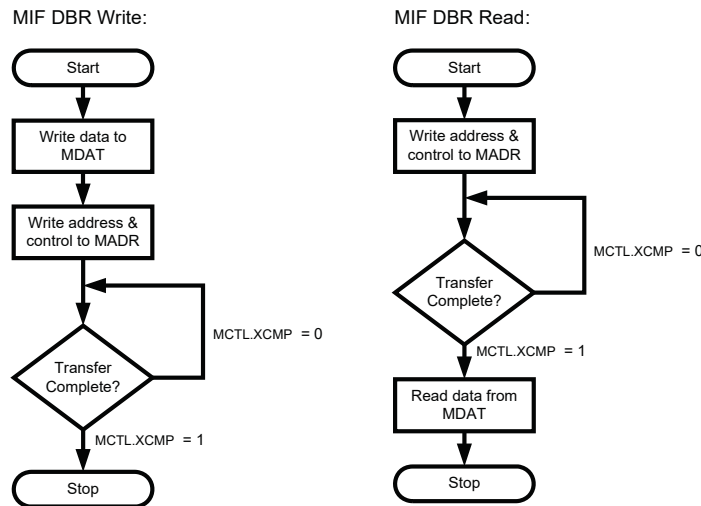 MIF DBR Write:
Start
Write data to
MDAT
Write address &
control to MADR
MCTL.XCMP = 0
Transfer
Complete?
MCTL.XCMP = 1
Stop
MIF DBR Read:
Start
Write address &
control to MADR
MCTL.XCMP = 0
Transfer
Complete?
MCTL.XCMP = 1
Read data from
MDAT
Stop